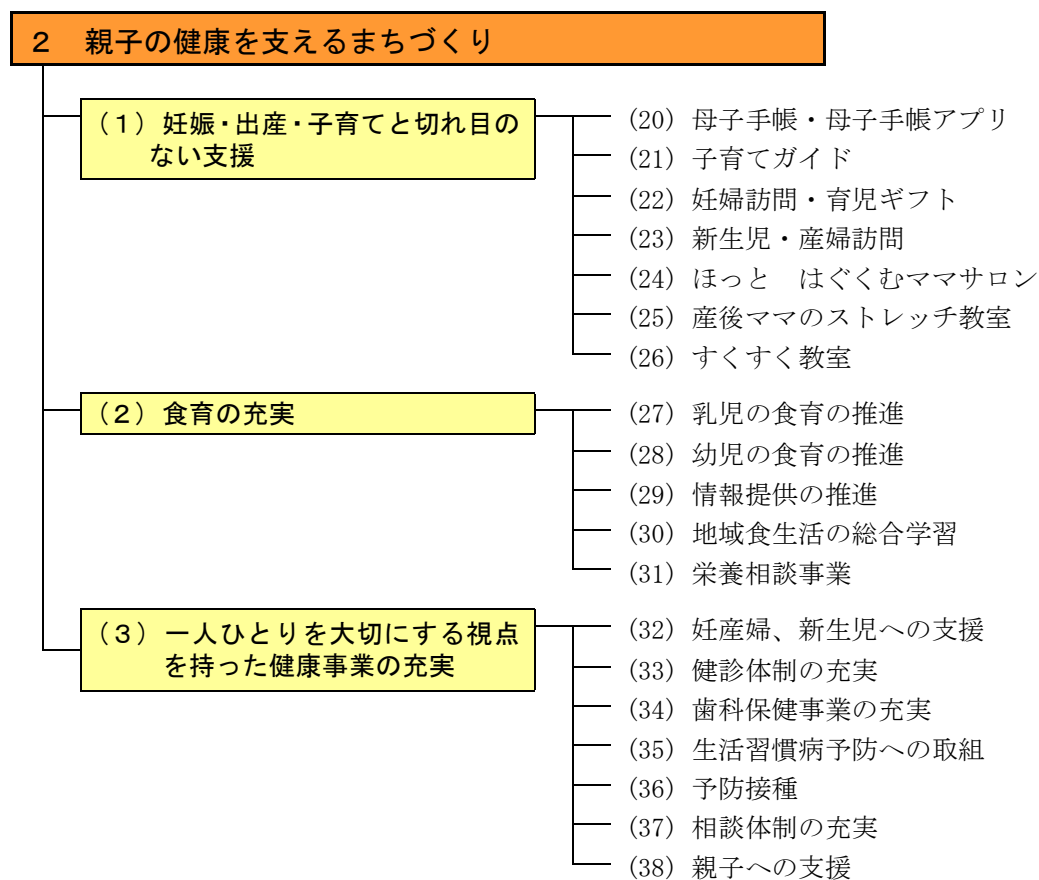 ２　親子の健康を支えるまちづくり
（１）妊娠・出産・子育てと切れ目の
ない支援
(20) 母子手帳・母子手帳アプリ
(21) 子育てガイド
(22) 妊婦訪問・育児ギフト
(23) 新生児・産婦訪問
(24) ほっと　はぐくむママサロン
(25) 産後ママのストレッチ教室
(26) すくすく教室
（２）食育の充実
(27) 乳児の食育の推進
(28) 幼児の食育の推進
(29) 情報提供の推進
(30) 地域食生活の総合学習
(31) 栄養相談事業
（３）一人ひとりを大切にする視点
を持った健康事業の充実
(32) 妊産婦、新生児への支援
(33) 健診体制の充実
(34) 歯科保健事業の充実
(35) 生活習慣病予防への取組
(36) 予防接種
(37) 相談体制の充実
(38) 親子への支援